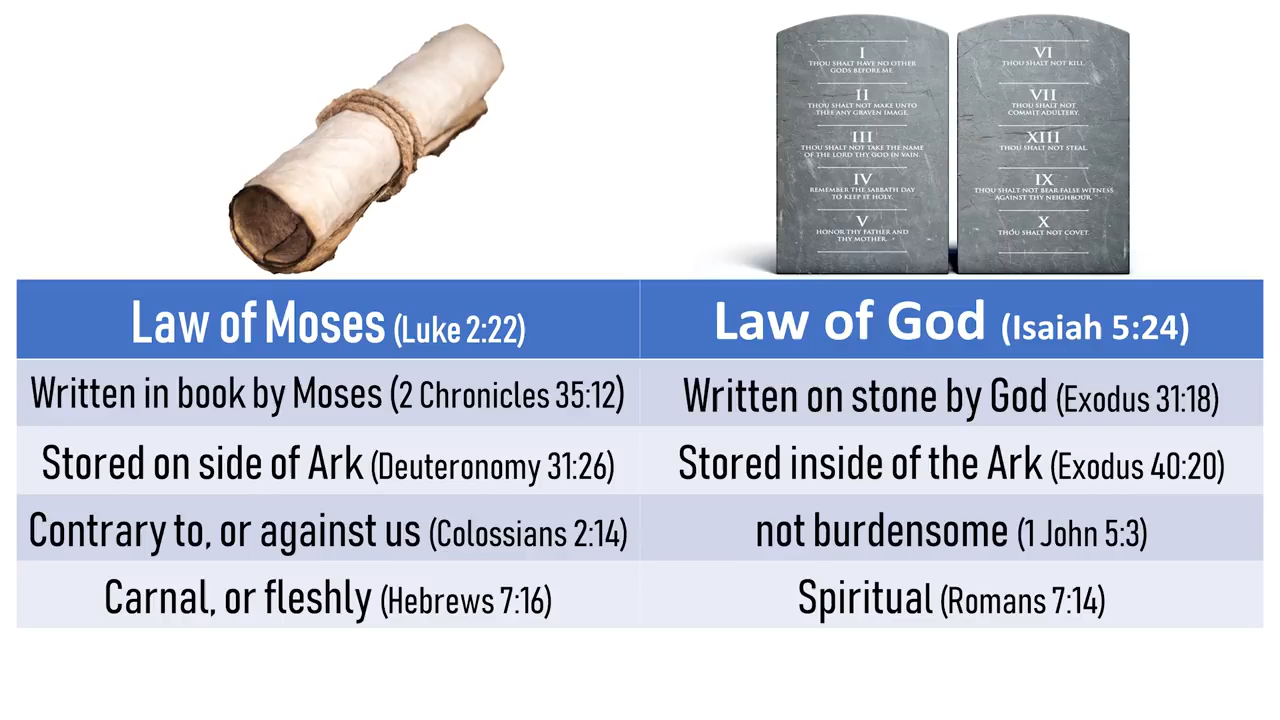 I
THOU SHALT HAVE NO OTHER
GODS BEFORE ME.
II
THOU SHALT NOT MAKE UNTO
THEE ANY GRAVEN IMAGE.
III
THOU SHALT NOT TAKE THE NAME
OF THE LORD THY GOD IN VAIN.
IV
REMEMBER THE SABBATH DAY
TO KEEP IT HOLY.
V
HONOR THY FATHER AND
THY MOTHER.
VI
THOU SHALT NOT KILL.
VII
THOU SHALT NOT
COMMIT ADULTERY.
XIII
THOU SHALT NOT STEAL.
IX
THOU SHALT NOT BEAR FALSE WITNESS
AGAINST THY NEIGHBOUR.
X
THOU SHALT NOT COVET.
Law of Moses (Luke 2:22)
Law of God (Isaiah 5:24)
Written in book by Moses (2 Chronicles 35:12)
Written on stone by God (Exodus 31:18)
Stored on side of Ark (Deuteronomy 31:26)
Stored inside of the Ark (Exodus 40:20)
Contrary to, or against us (Colossians 2:14)
not burdensome (1 John 5:3)
Carnal, or fleshly (Hebrews 7:16)
Spiritual (Romans 7:14)